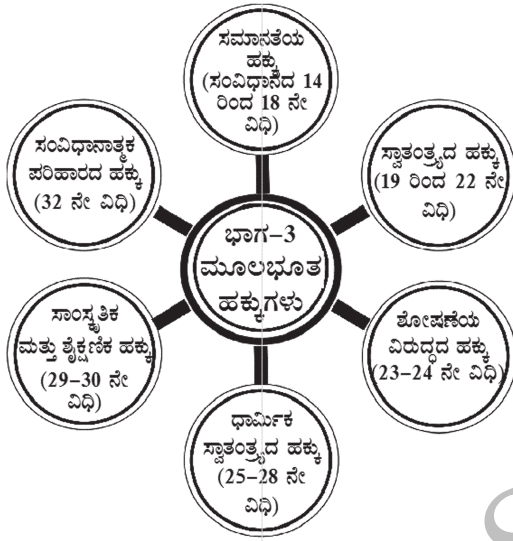 ಸಮಾನತೆಯ
ಹಕ್ಕು
(ಸಂವಿಧಾನದ 14
ರಿಂದ 18 ನೇ
ವಿಧಿ)
ಸ್ವಾತಂತ್ರ್ಯದ ಹಕ್ಕು
(19 ರಿಂದ 22 ನೇ
ವಿಧಿ)
ಶೋಷಣೆಯ
ವಿರುದ್ಧದ ಹಕ್ಕು
(23-24 ನೇ ವಿಧಿ)
ಧಾರ್ಮಿಕ
ಸ್ವಾತಂತ್ರ್ಯದ ಹಕ್ಕು
(25-28 ನೇ
ವಿಧಿ)
ಸಾಂಸ್ಕೃತಿಕ
ಮತ್ತು ಶೈಕ್ಷಣಿಕ ಹಕ್ಕು
(29-30 ನೇ
ವಿಧಿ)
ಸಂವಿಧಾನಾತ್ಮಕ
ಪರಿಹಾರದ ಹಕ್ಕು
(32 ನೇ ವಿಧಿ)
ಭಾಗ-3
ಮೂಲಭೂತ
ಹಕ್ಕುಗಳು